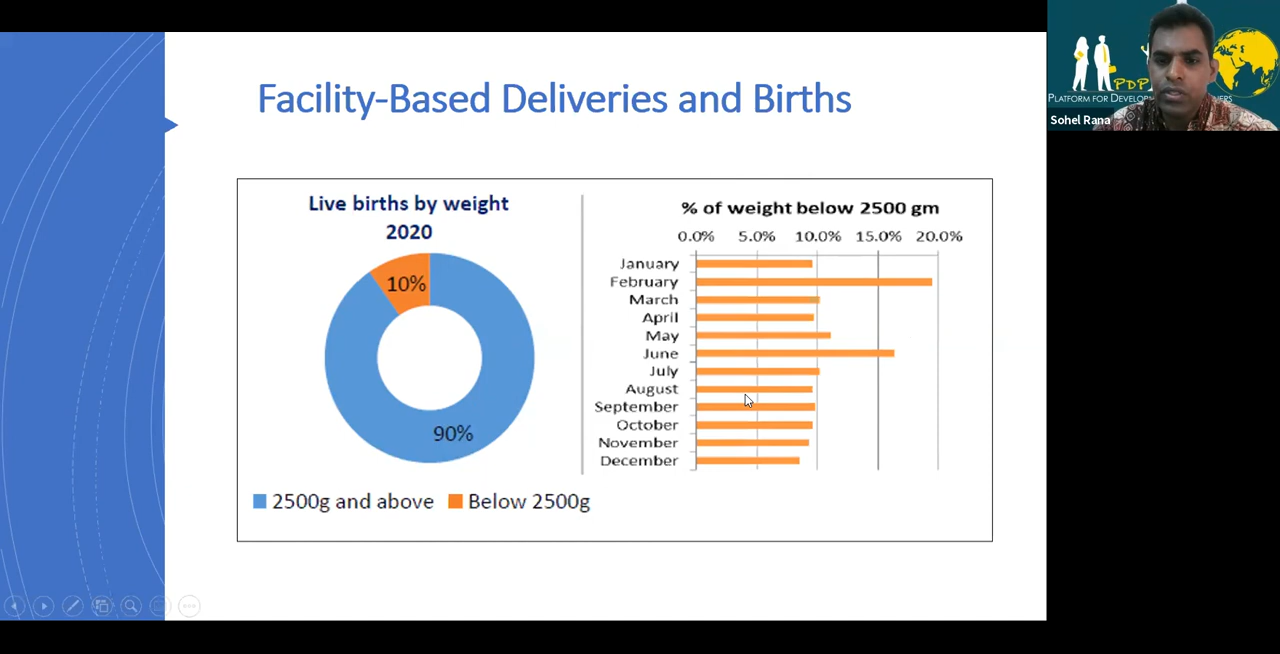 Facility-Based Deliveries and Births
Live births by weight
2020
10%
90%
2500g and above
Below 2500g
% of weight below 2500 gm
0.0% 5.0% 10.0% 15.0% 20.0%
January
February
March
April
May
June
July
August
September
October
November
December
PDP
PLATFORM FOR
Sohel Rana